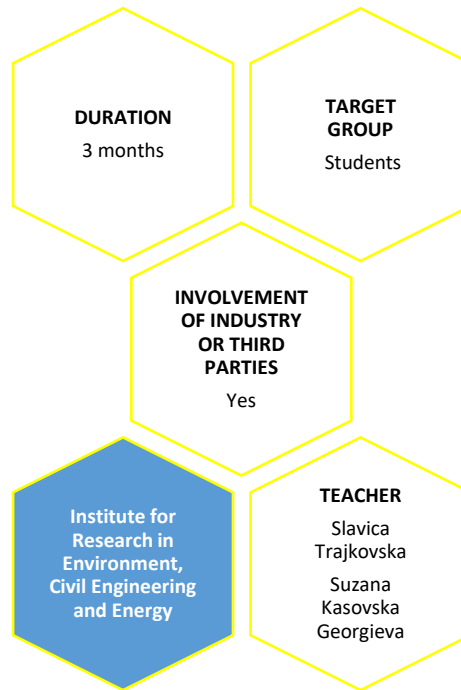 DURATION
3 months
TARGET
GROUP
Students
INVOLVEMENT
OF INDUSTRY
OR THIRD
PARTIES
Yes
Institute for
Research in
Environment,
Civil Engineering
and Energy
TEACHER
Slavica
Trajkovska
Suzana
Kasovska
Georgieva